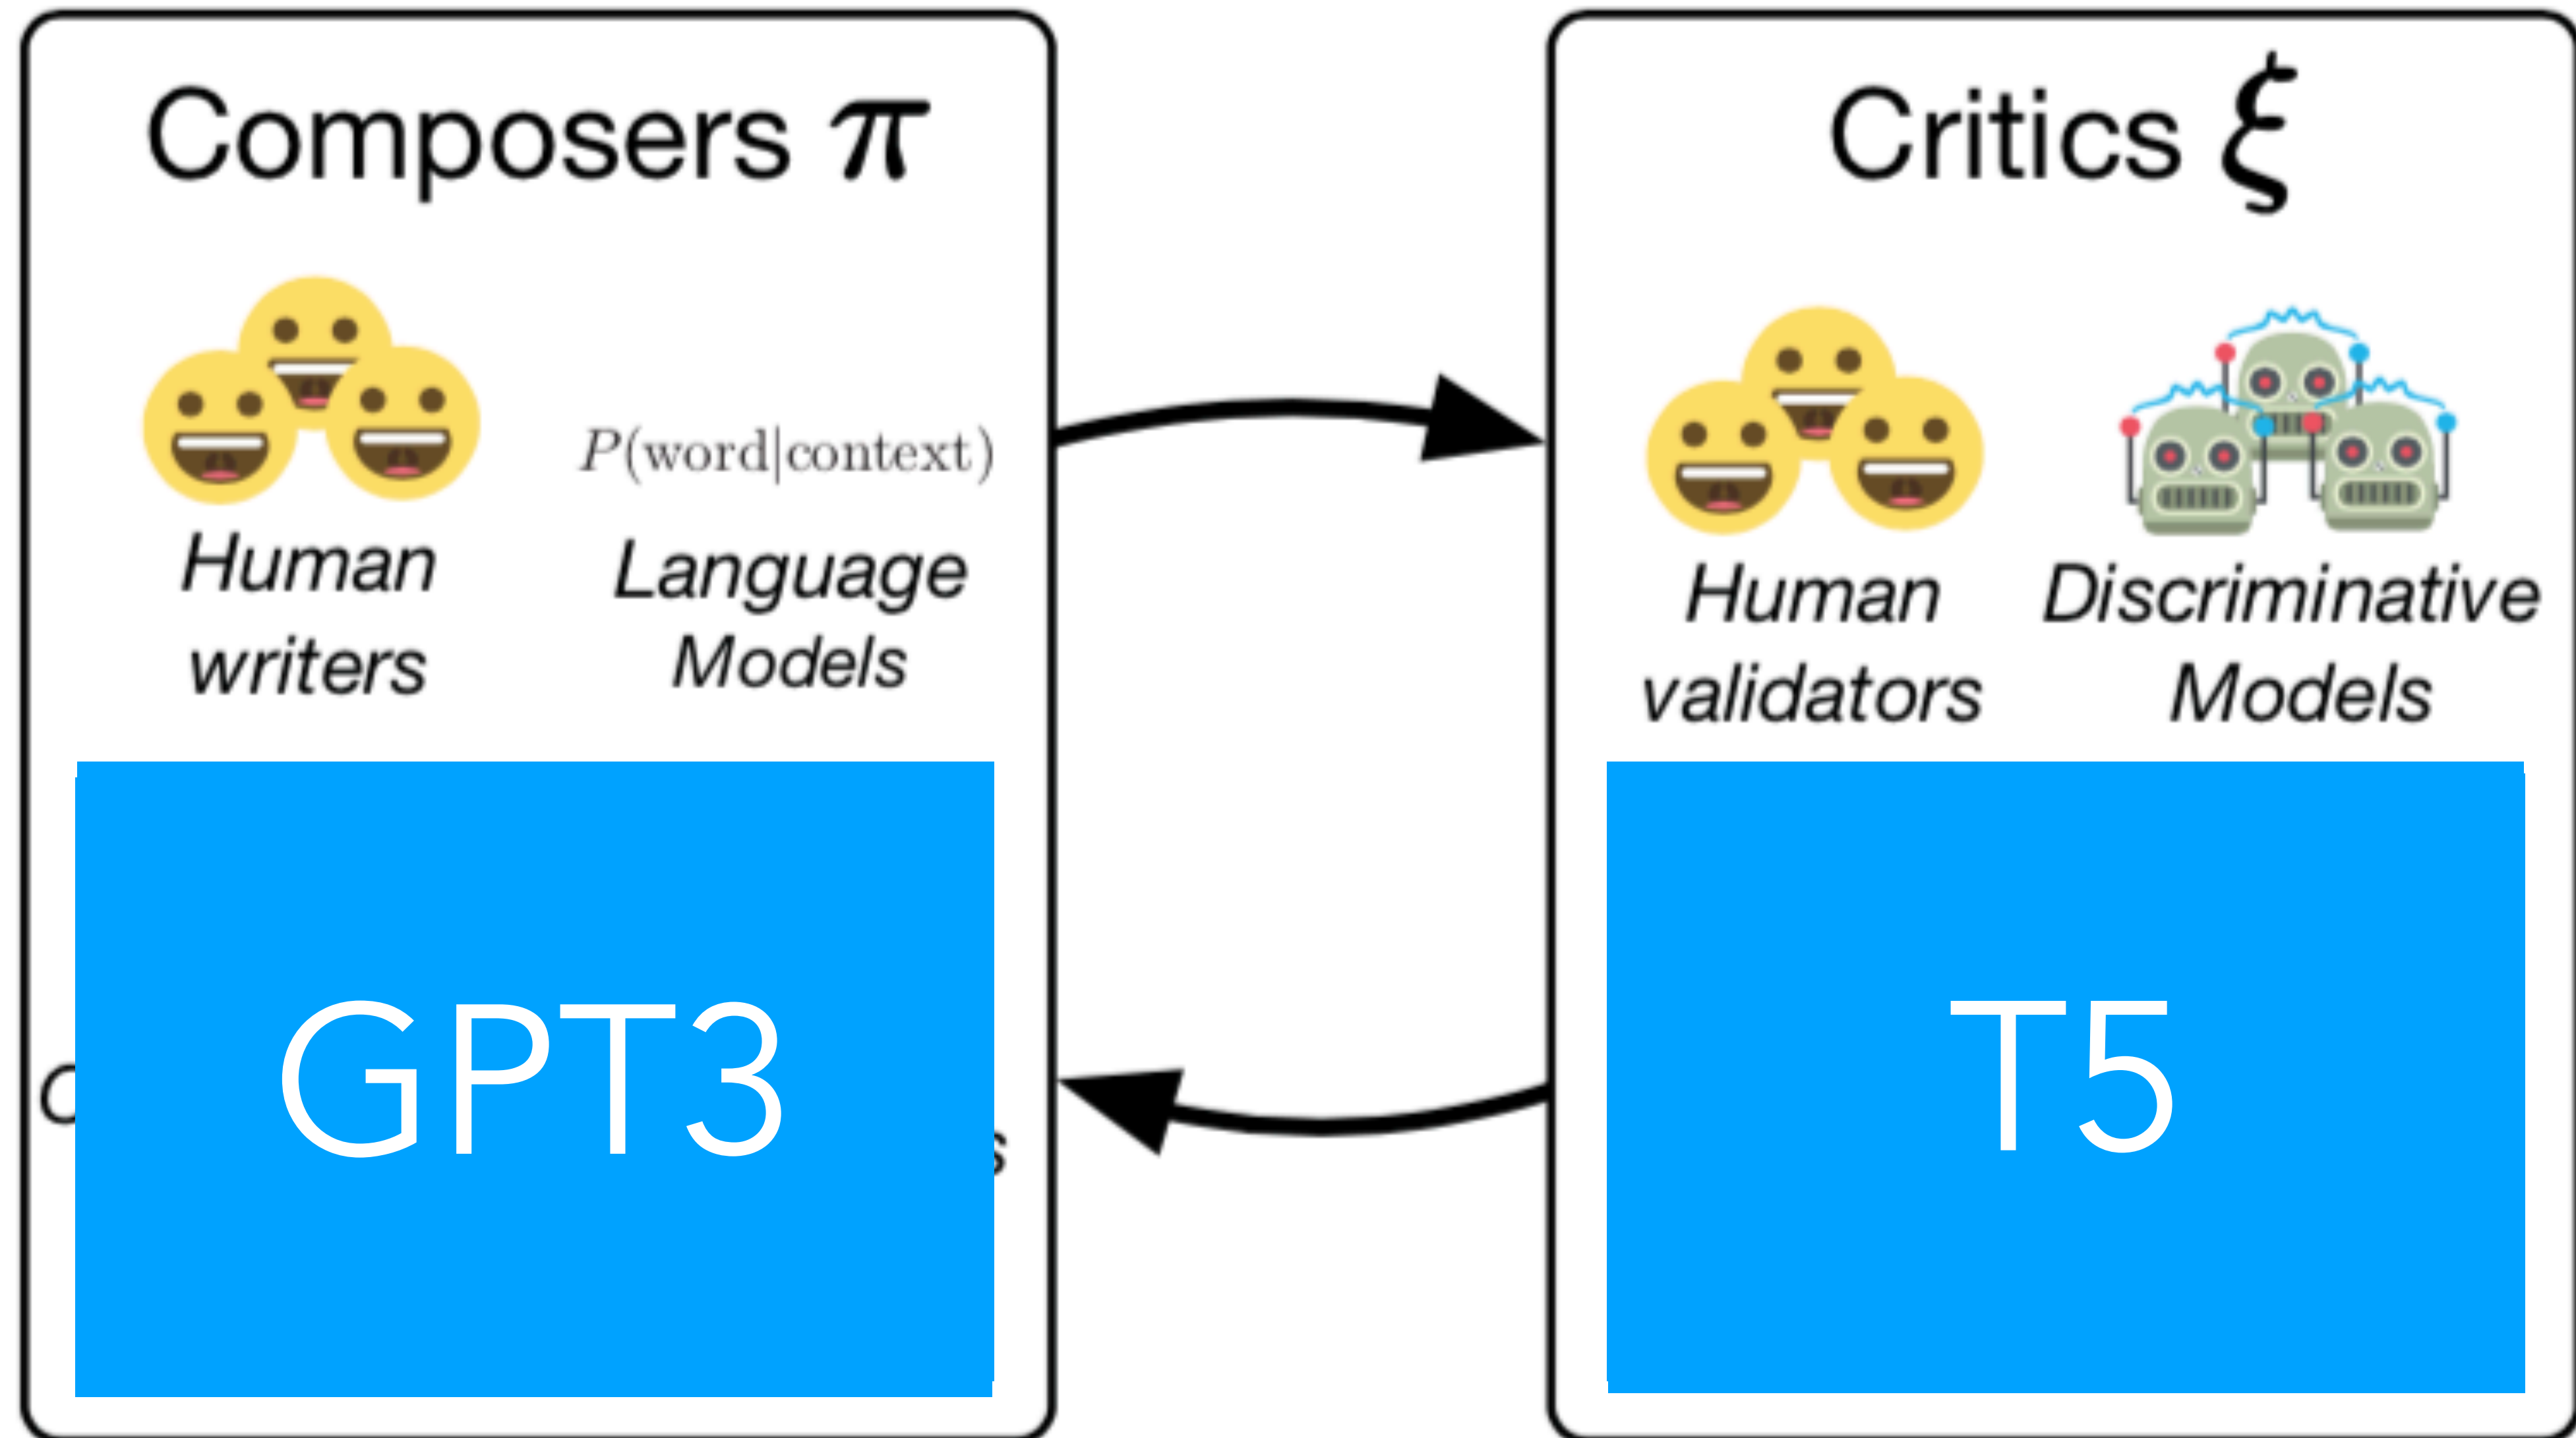 Composers π
P(word|context)
Human
writers
Language
Models
GPT3
Critics ξ
Human
validators
Discriminative
Models
T5